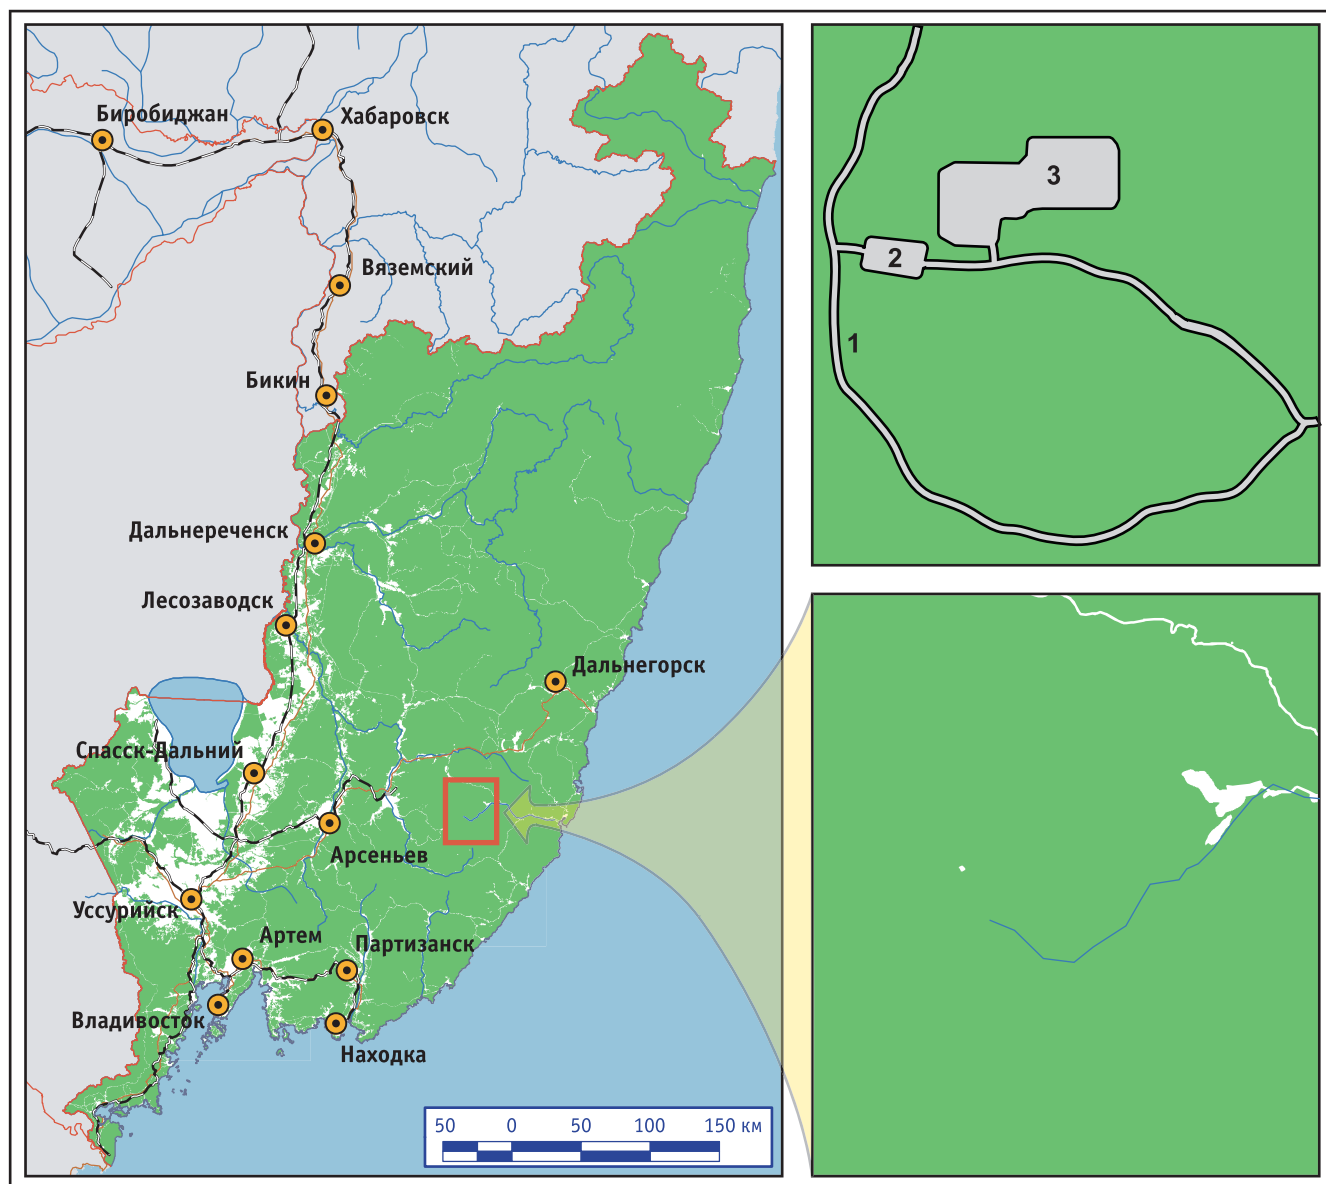 Биробиджан
Хабаровск
Вяземский
Бикин
Дальнереченск
Лесозаводск
Дальнегорск
Спасск-Дальний
Арсеньев
Уссурийск
Артем
Партизанск
Владивосток
Находка
50 0 50 100 150 км
3
2
1